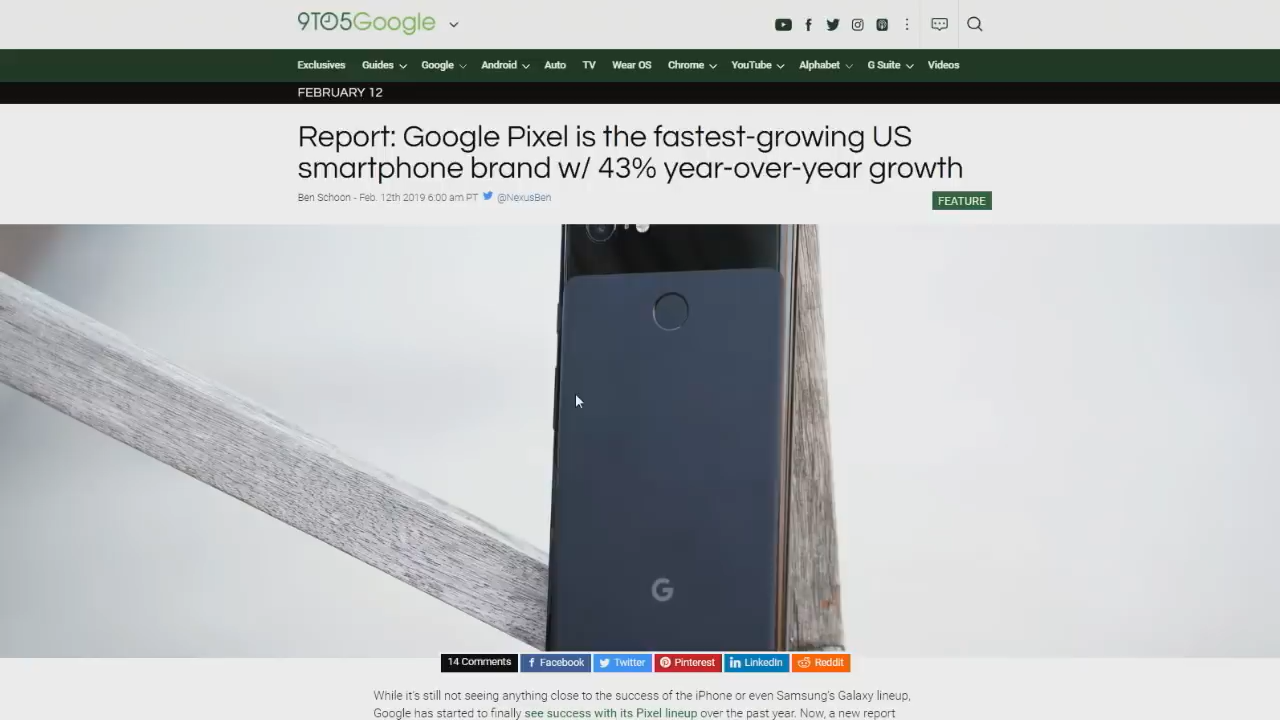 9TO5Google
Exclusives Guides Google Android Auto TV Wear OS Chrome YouTube Alphabet G Suite Videos
FEBRUARY 12
Report: Google Pixel is the fastest-growing US
smartphone brand w/ 43% year-over-year growth
Ben Schoon - Feb. 12th 2019 6:00 am PT @NexusBen
FEATURE
G
14 Comments Facebook Twitter Pinterest LinkedIn Reddit
While it's still not seeing anything close to the success of the iPhone or even Samsung's Galaxy lineup,
Google has started to finally see success with its Pixel lineup over the past year. Now, a new report